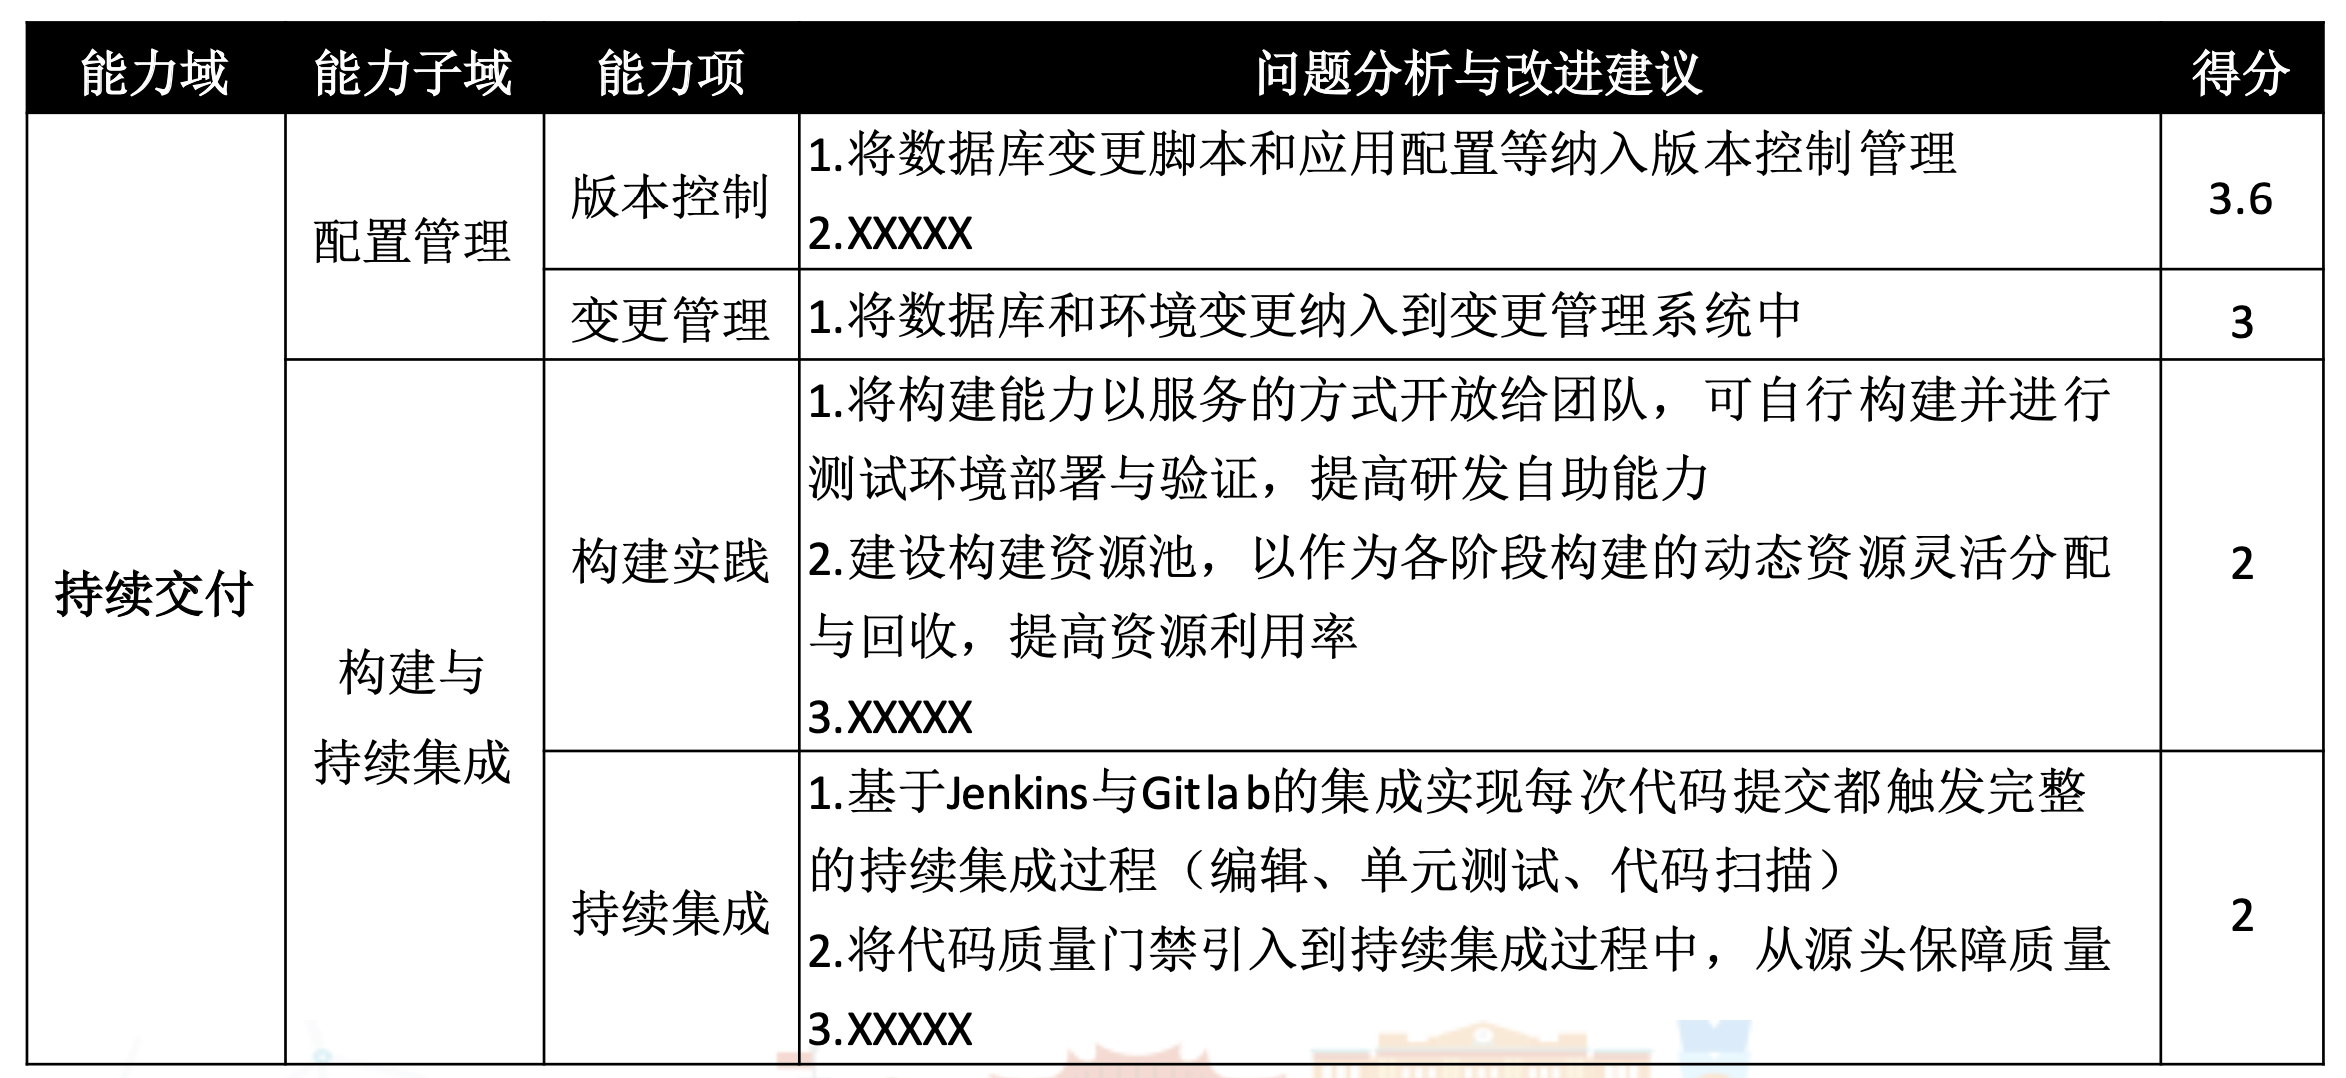 能力域 能力子域 能力项 问题分析与改进建议 得分
持续交付
配置管理
版本控制
1.将数据库变更脚本和应用配置等纳入版本控制管理
2.XXXXX
3.6
变更管理
1.将数据库和环境变更纳入到变更管理系统中
3
构建与
持续集成
构建实践
1.将构建能力以服务的方式开放给团队，可自行构建并进行
测试环境部署与验证，提高研发自助能力
2.建设构建资源池，以作为各阶段构建的动态资源灵活分配
与回收，提高资源利用率
3.XXXXX
2
持续集成
1.基于Jenkins与Gitlab的集成实现每次代码提交都触发完整
的持续集成过程（编辑、单元测试、代码扫描）
2.将代码质量门禁引入到持续集成过程中，从源头保障质量
3.XXXXX
2